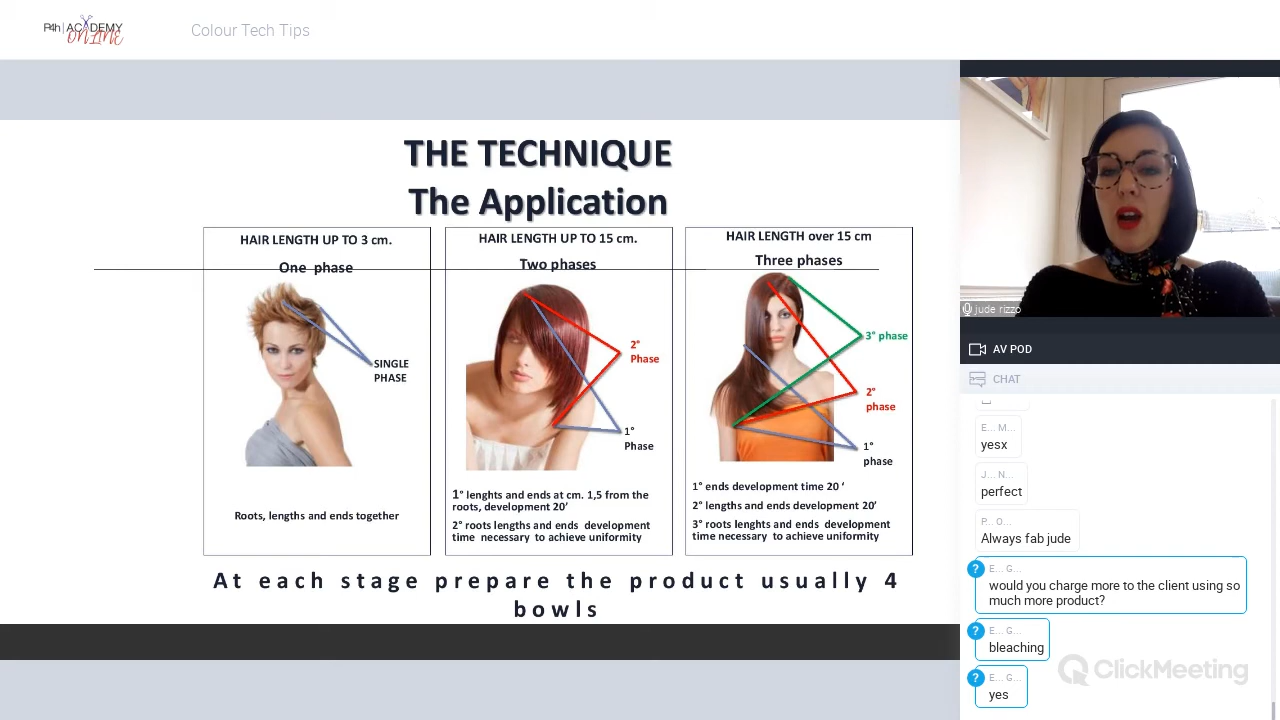 P4h | ACADEMY
ONLINE
Colour Tech Tips
THE TECHNIQUE
The Application
HAIR LENGTH UP TO 3 cm.
One phase
SINGLE
PHASE
Roots, lengths and ends together
HAIR LENGTH UP TO 15 cm.
Two phases
2°
Phase
1°
Phase
1° lenghts and ends at cm. 1,5 from the
roots, development 20’
2° roots lengths and ends development
time necessary to achieve uniformity
HAIR LENGTH over 15 cm
Three phases
3° phase
2°
phase
1°
phase
1° ends development time 20 ‘
2° lengths and ends development 20’
3° roots lenghts and ends development
time necessary to achieve uniformity
At each stage prepare the product usually 4
bowls
jude rizzo
AV POD
CHAT
E... M...
yesx
J... N...
perfect
P... O...
Always fab jude
? E... G...
would you charge more to the client using so
much more product?
? E... G...
bleaching
? E... G...
yes
ClickMeeting